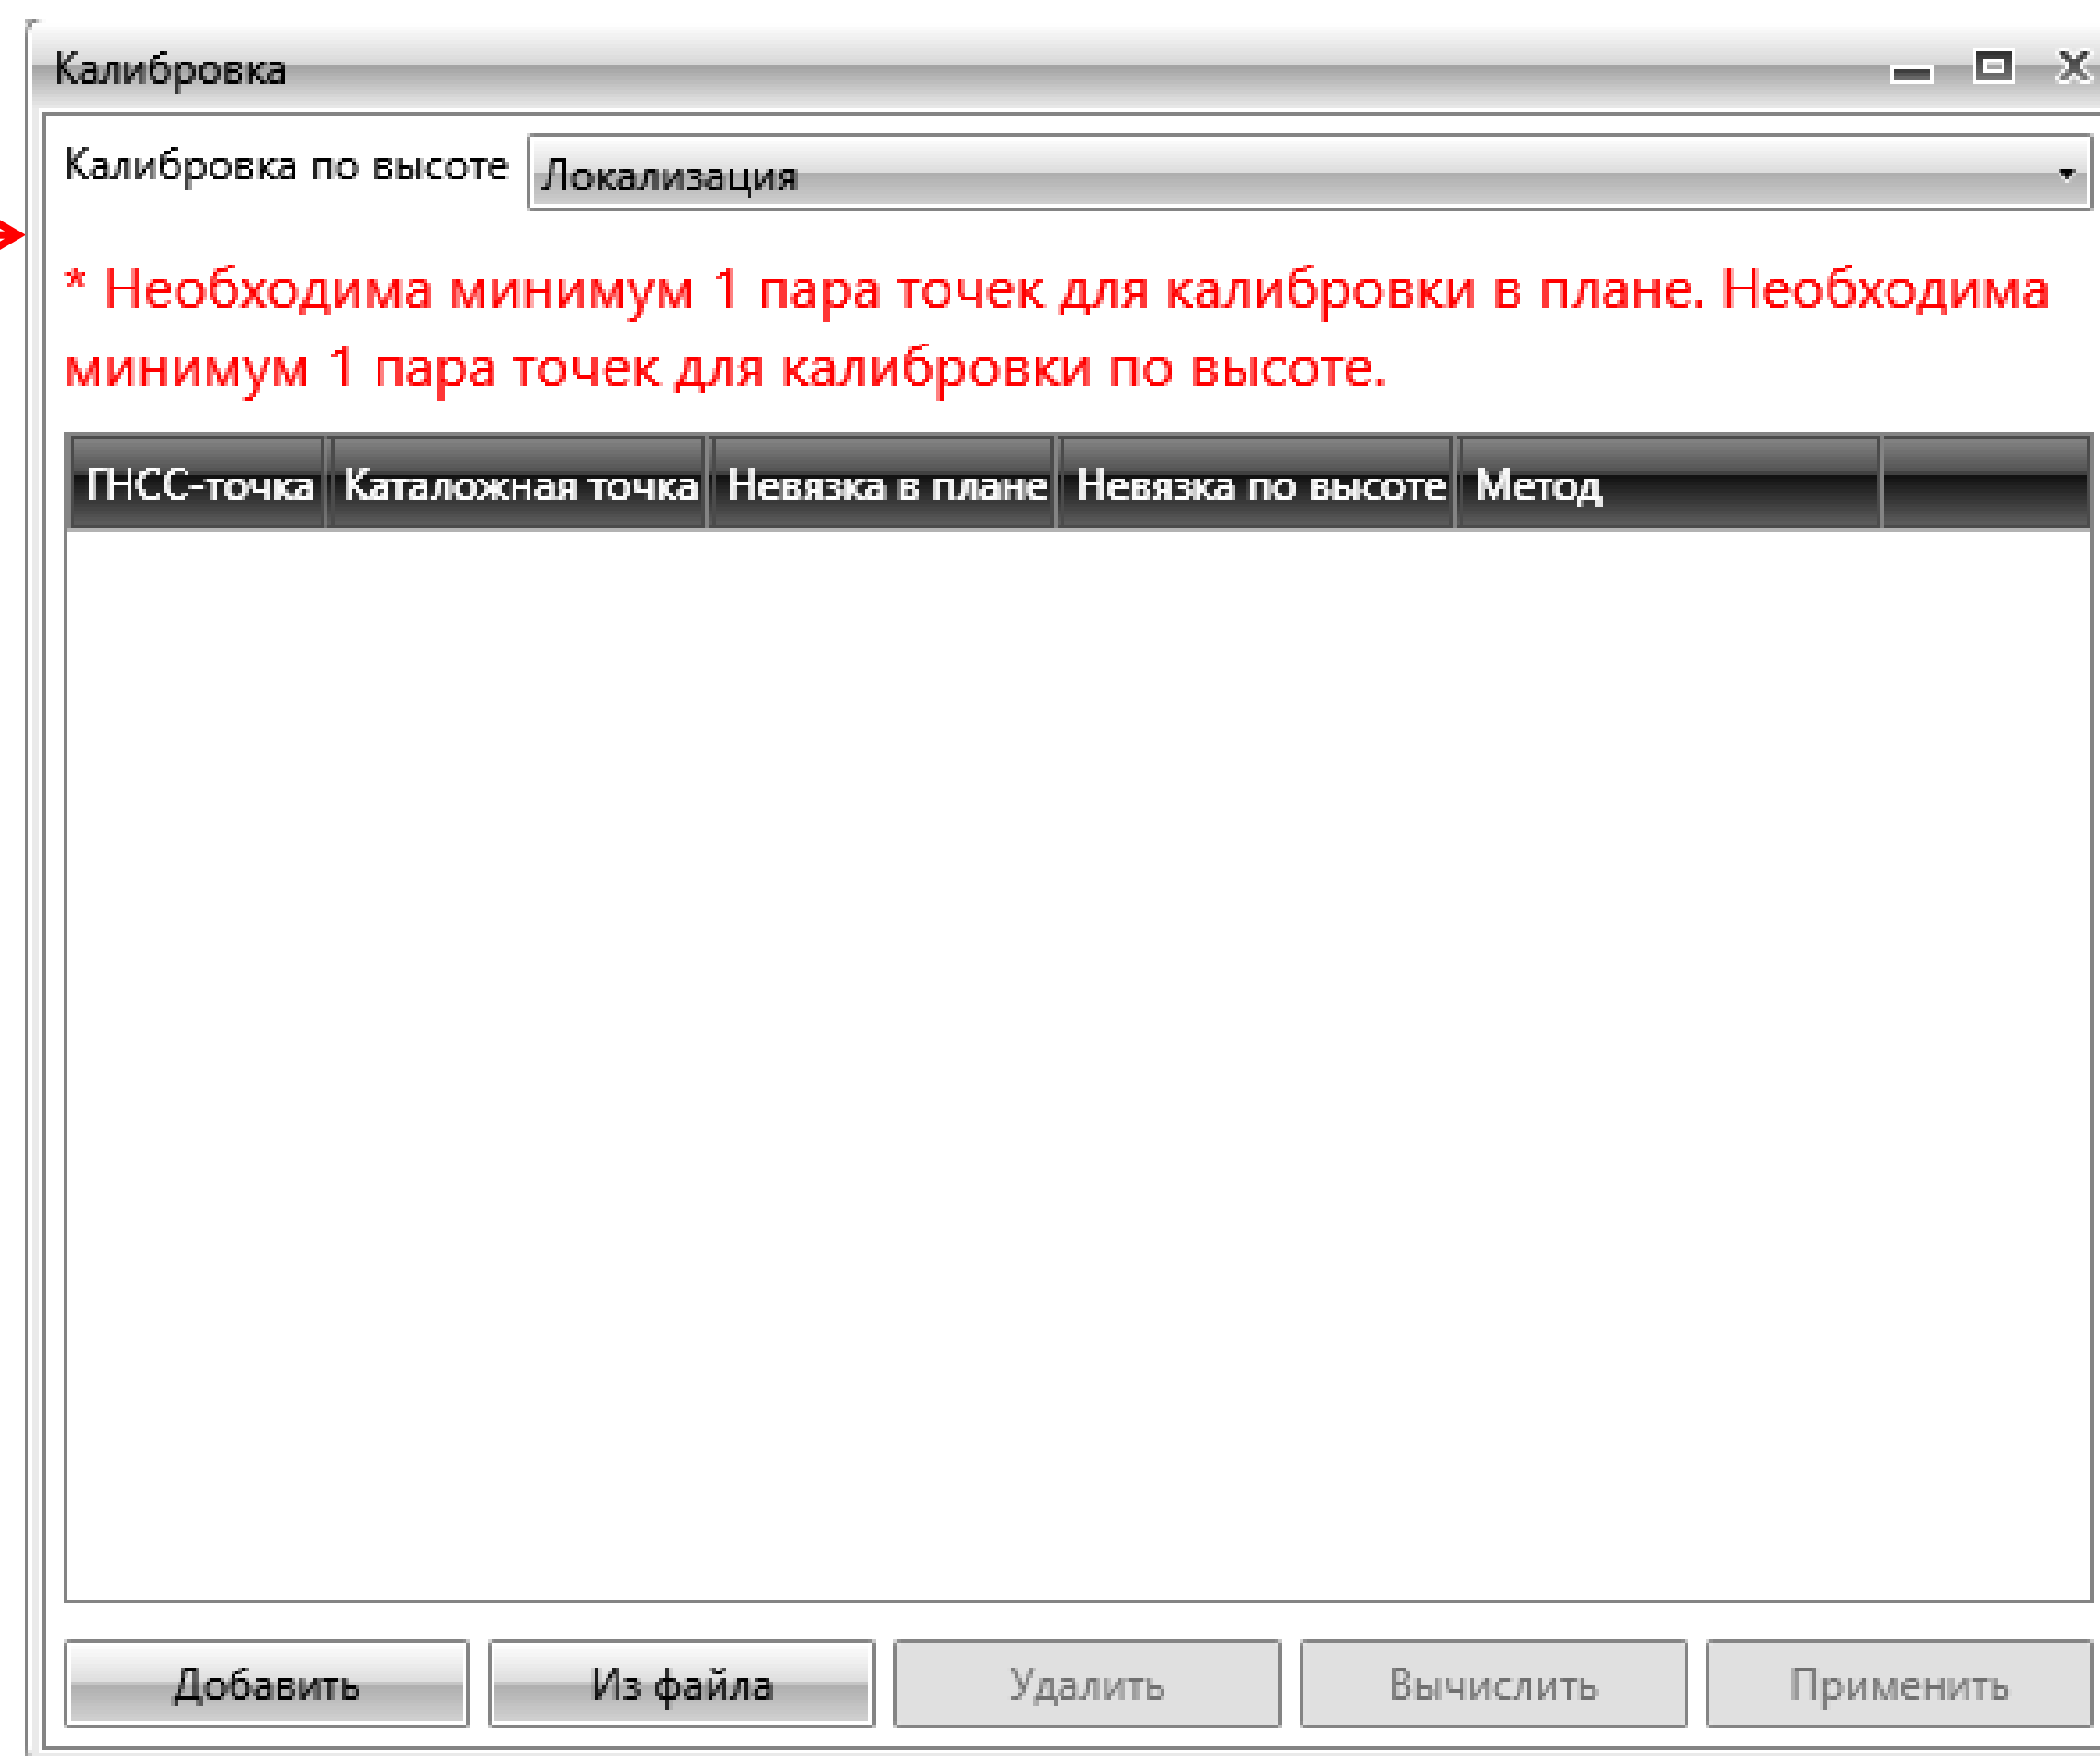 Калибровка
Калибровка по высоте Локализация
* Необходима минимум 1 пара точек для калибровки в плане. Необходима
минимум 1 пара точек для калибровки по высоте.
ГНСС-точка Каталожная точка Невязка в плане Невязка по высоте Метод
Добавить Из файла Удалить Вычислить Применить